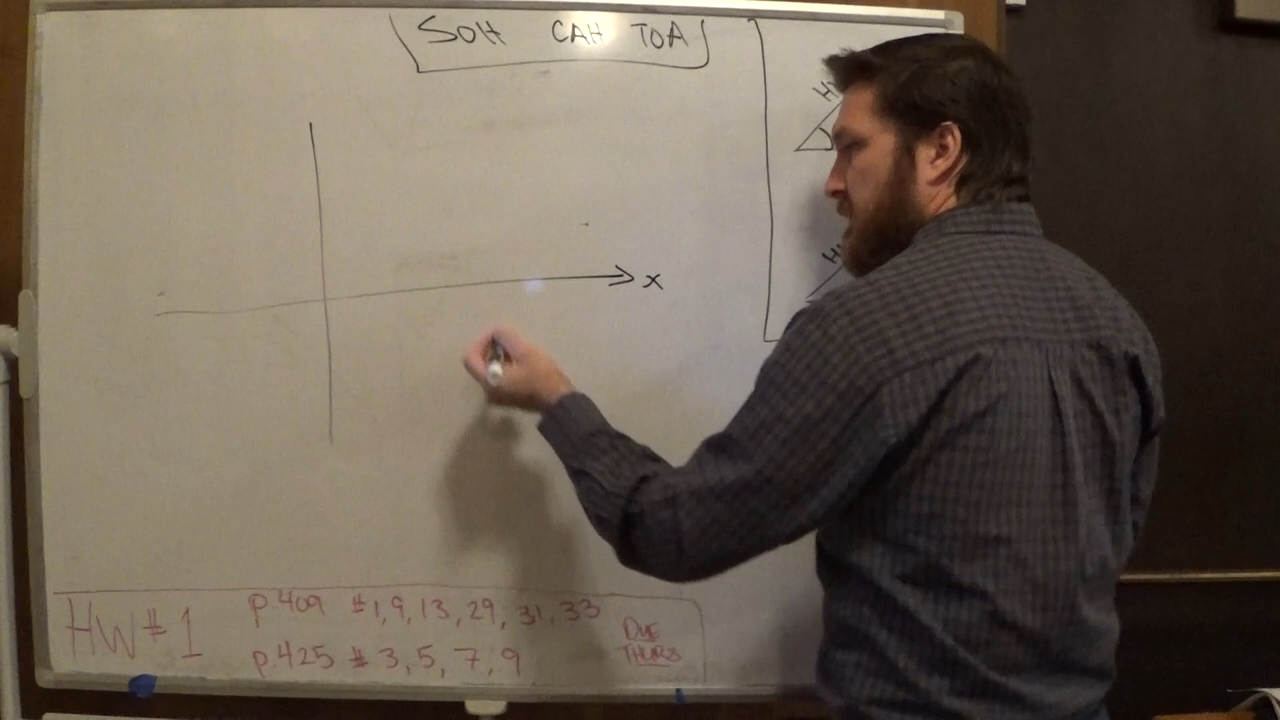 SOH CAH TOA
x
HW#1
p.409 #1,9,13,29,31,33
p.425 # 3,5,7,9
DUE
THURS